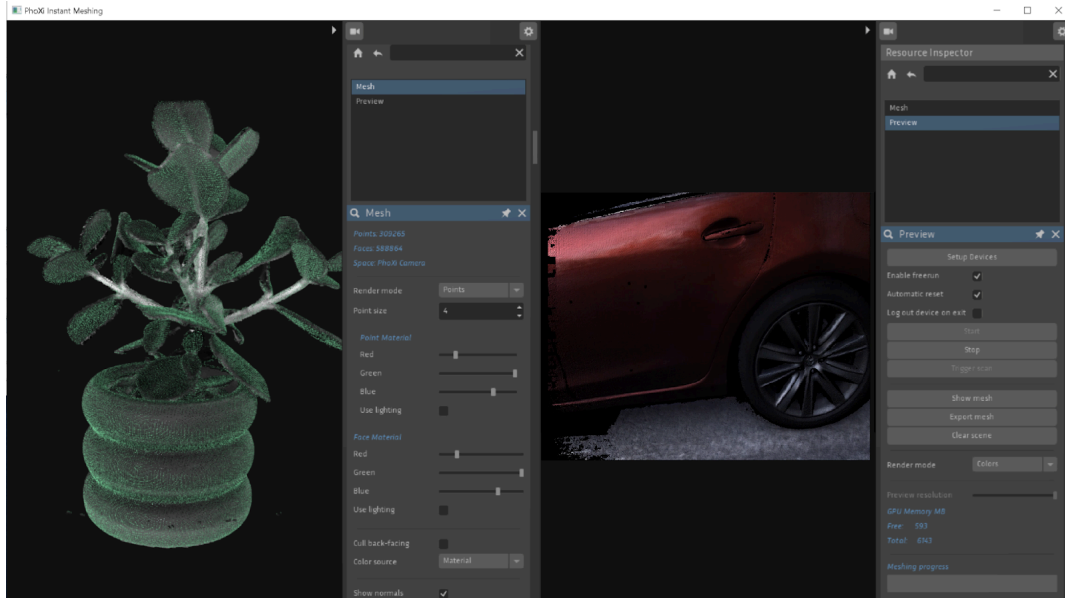 PhoXi Instant Meshing
Mesh
Preview
Mesh
Points: 309265
Faces: 588864
Space: PhoXi Camera
Render mode
Points
Point size
4
Point Material
Red
Green
Blue
Use lighting
Face Material
Red
Green
Blue
Use lighting
Cull back-facing
Color source
Material
Show normals
Resource Inspector
Mesh
Preview
Preview
Setup Devices
Enable freerun
Automatic reset
Log out device on exit
Start
Stop
Trigger scan
Show mesh
Export mesh
Clear scene
Render mode
Colors
Preview resolution
GPU Memory MB
Free: 593
Total: 6143
Meshing progress